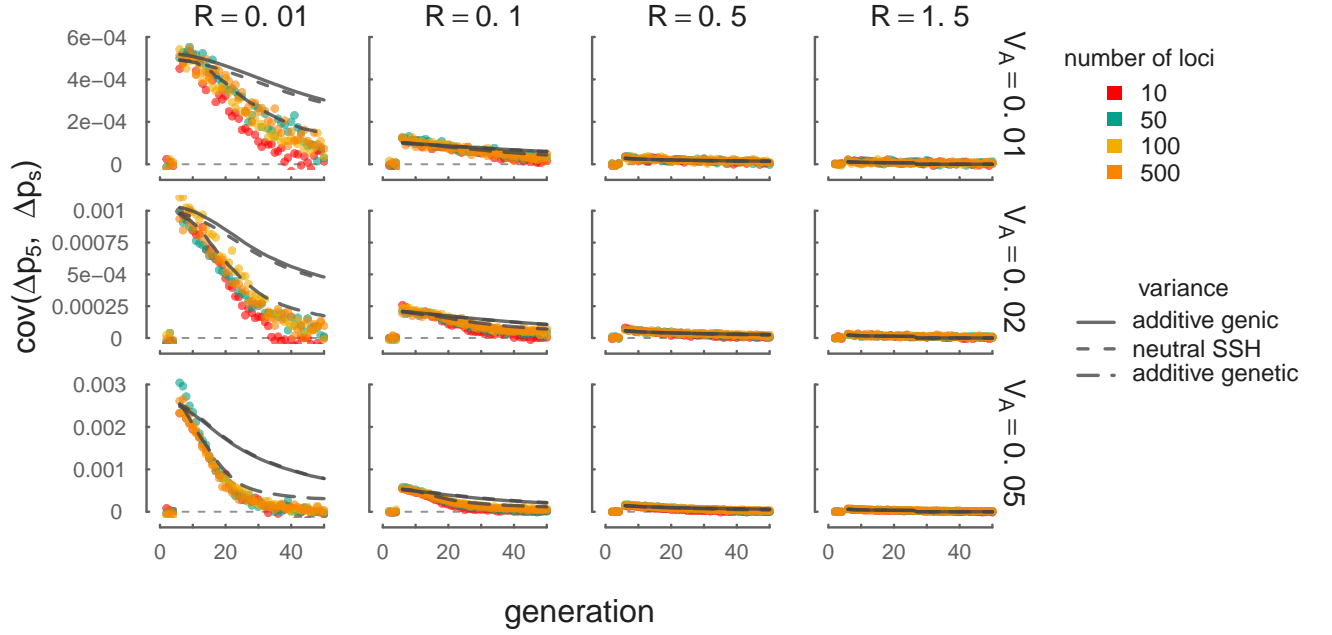 R = 0. 01 R = 0. 1 R = 0. 5 R = 1. 5
6e−04
4e−04
2e−04
0
V_A = 0. 01
0.001
0.00075
5e−04
0.00025
0
V_A = 0. 02
0.003
0.002
0.001
0
V_A = 0. 05
0 20 40 0 20 40 0 20 40 0 20 40
cov(Δp₅, Δpₛ)
generation
number of loci
10
50
100
500
variance
additive genic
neutral SSH
additive genetic